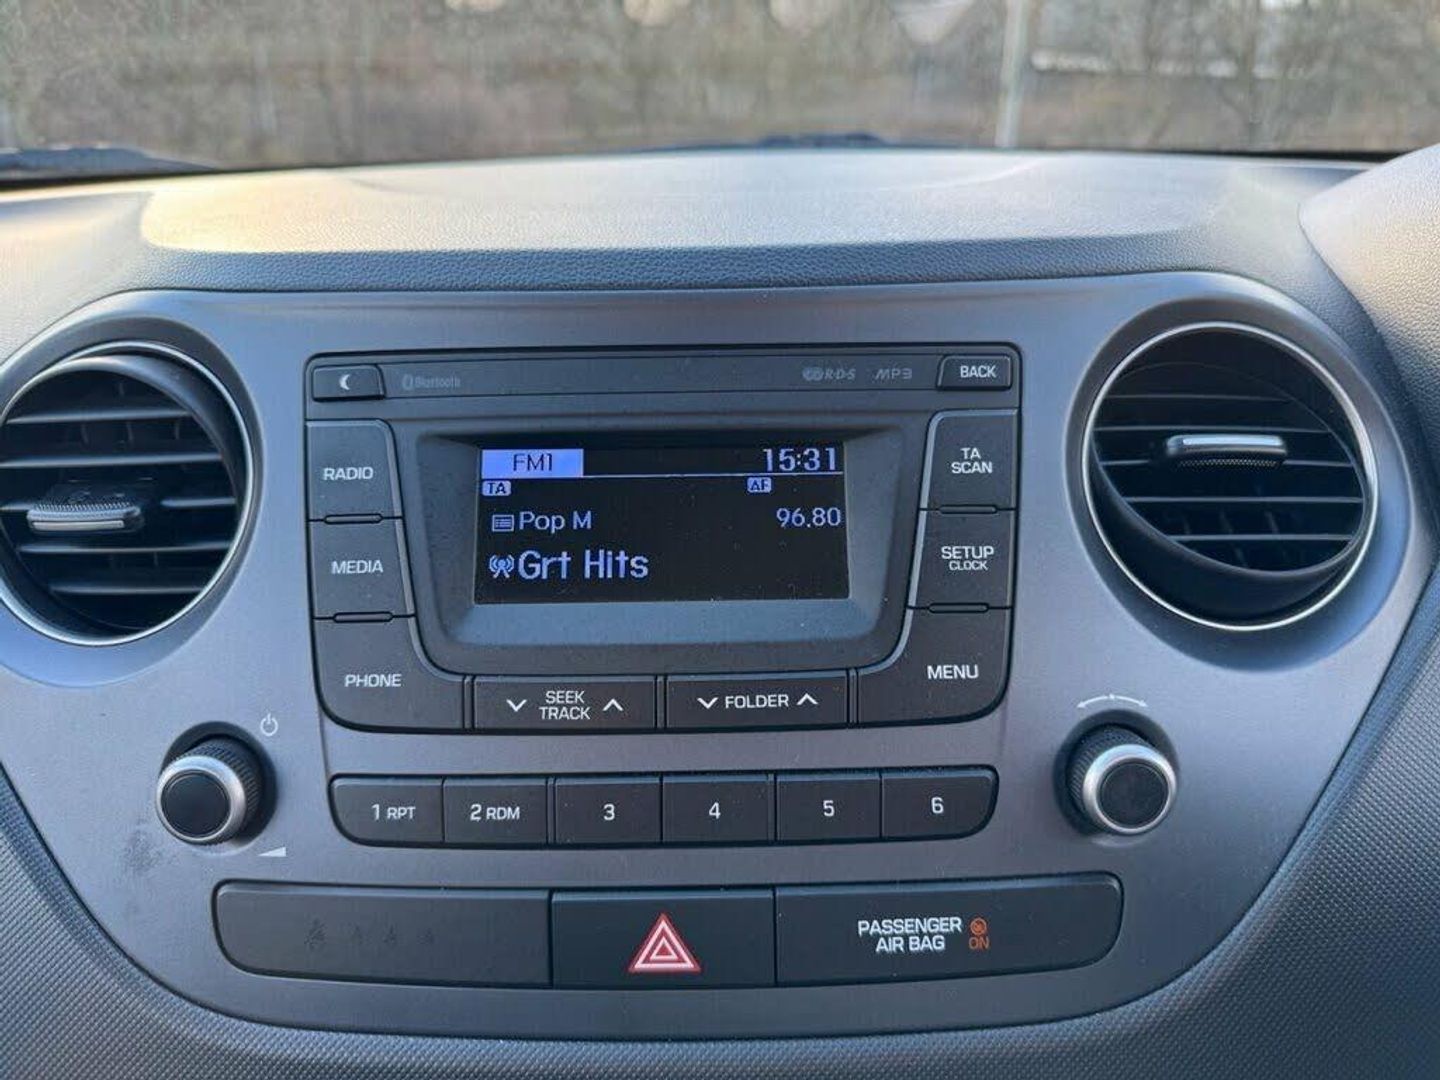 Bluetooth
R·D·S MP3
BACK
RADIO
FM1 15:31
TA AF
TA
SCAN
Pop M 96.80
MEDIA
Grt Hits
SETUP
CLOCK
PHONE
SEEK
TRACK
FOLDER
MENU
1 RPT 2 RDM 3 4 5 6
PASSENGER
AIR BAG ON